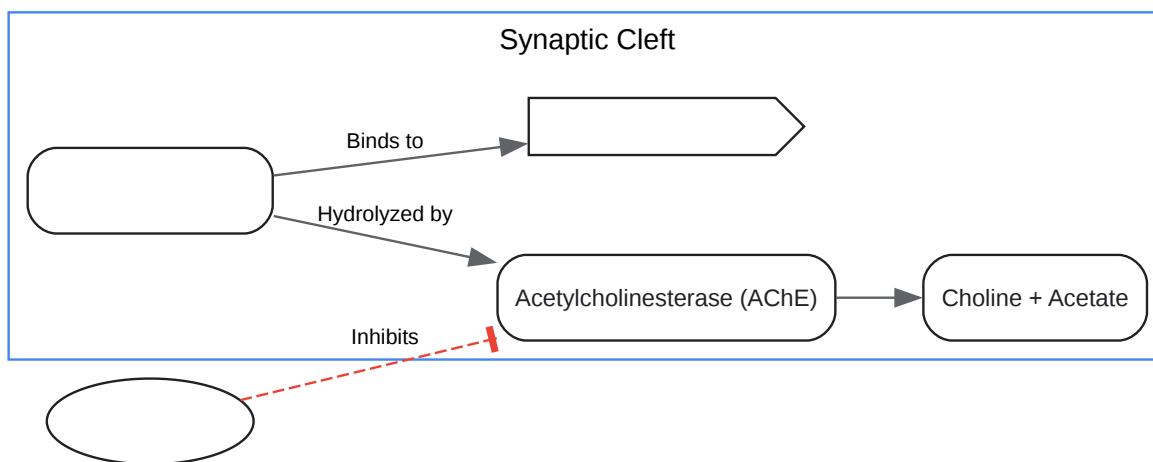 Synaptic Cleft
Binds to
Hydrolyzed by
Acetylcholinesterase (AChE)
Choline + Acetate
Inhibits